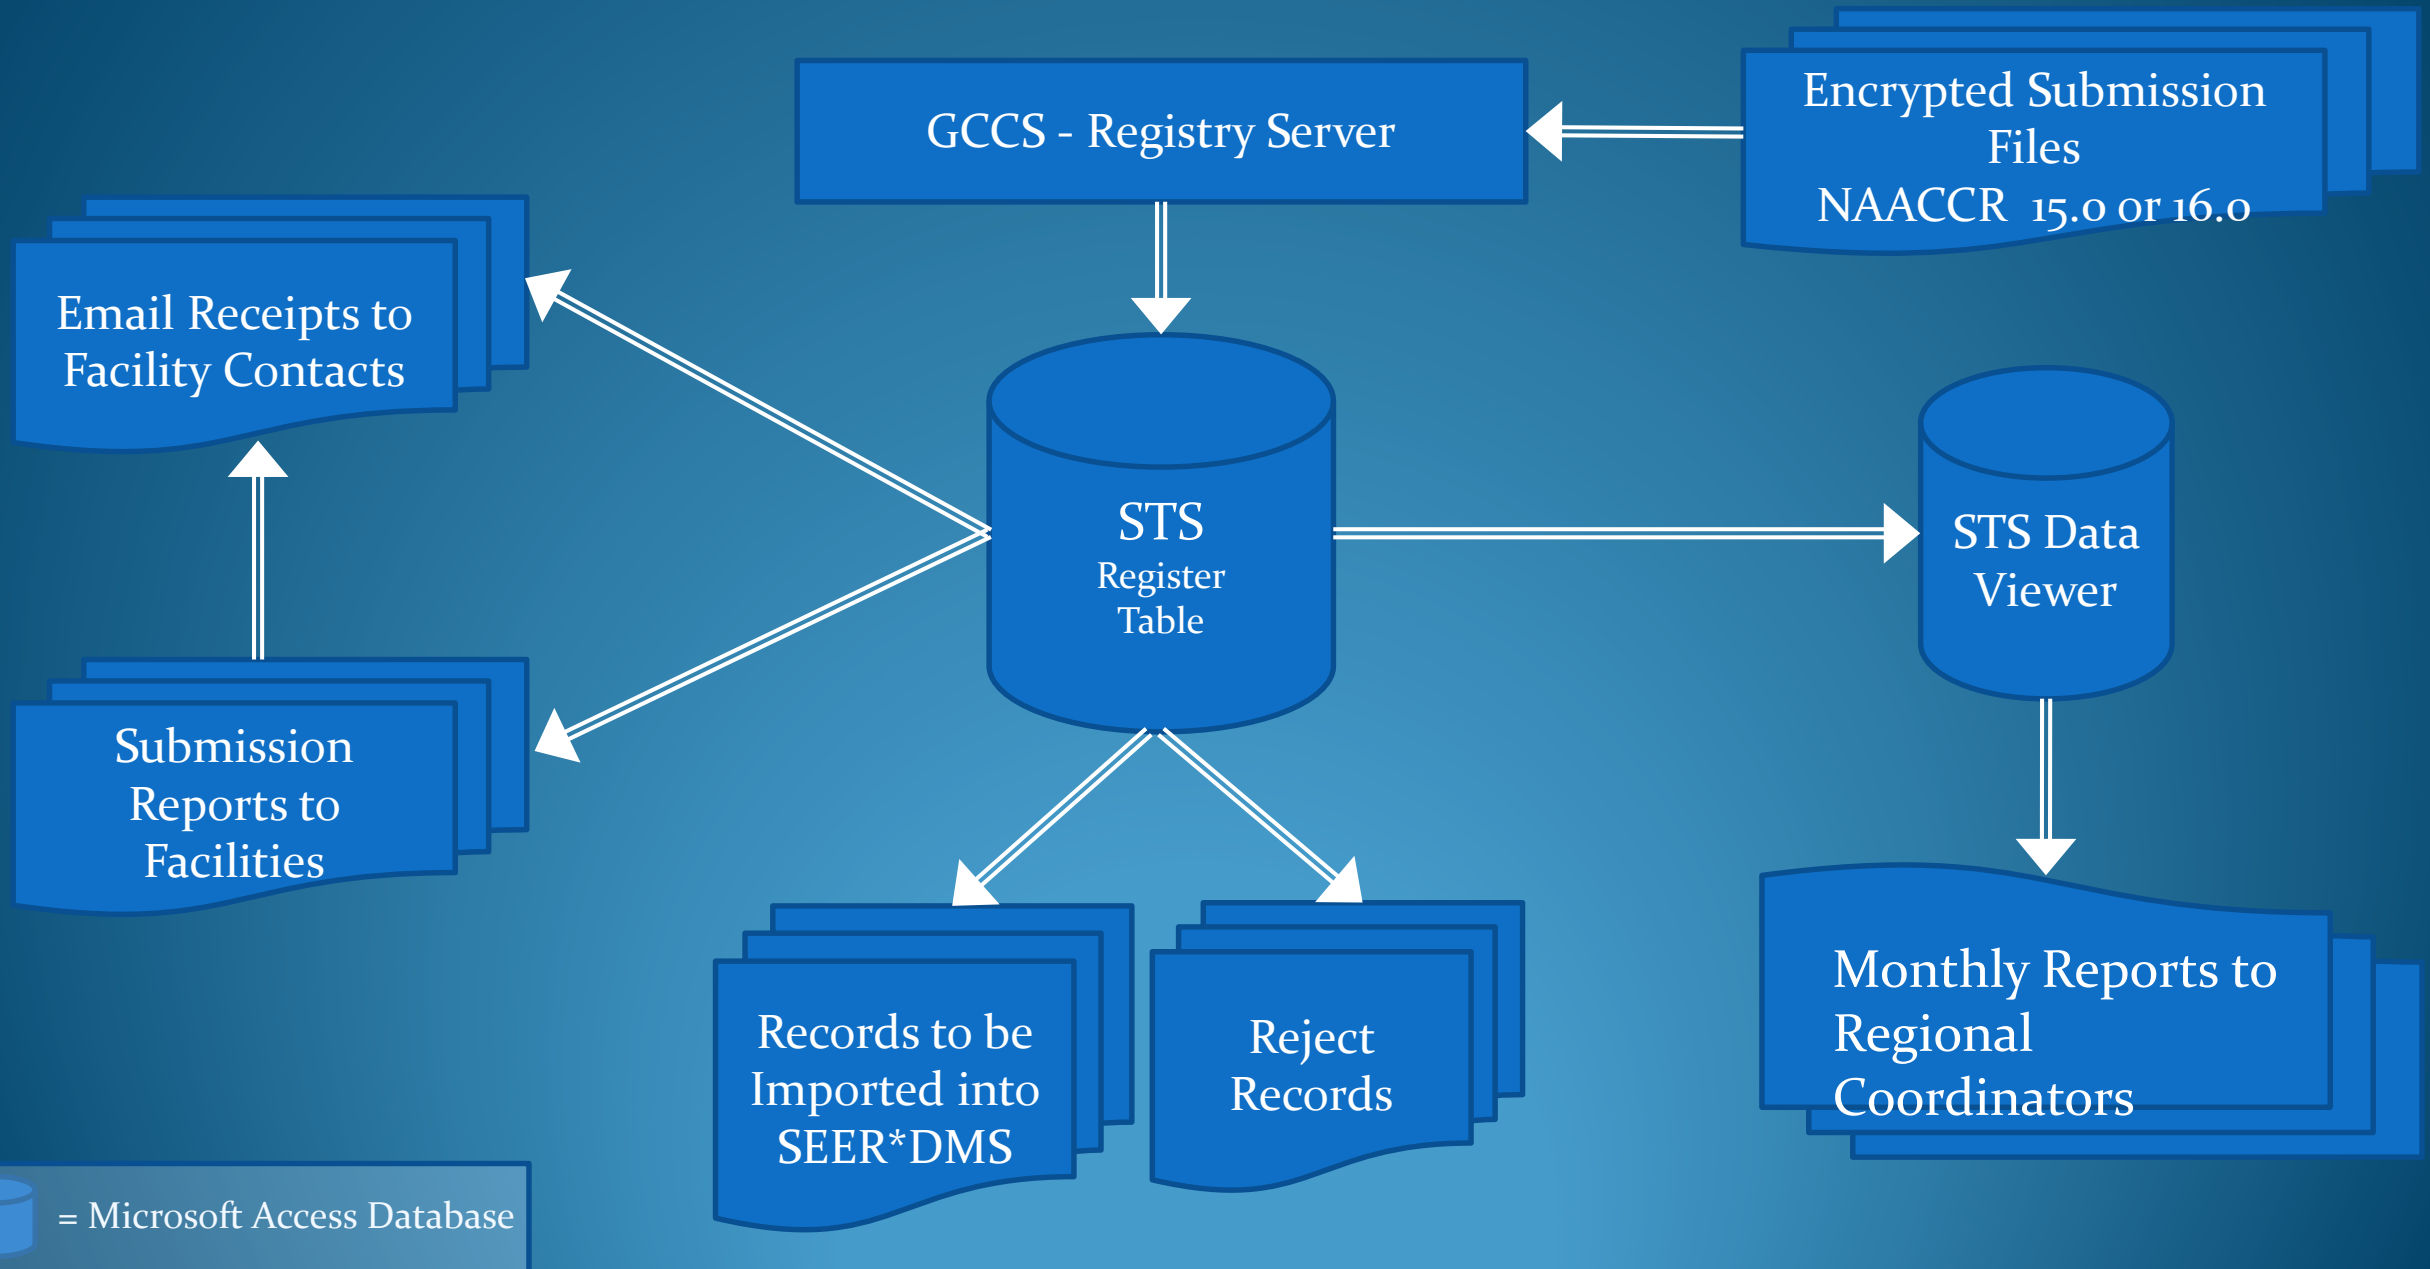 GCCS - Registry Server
Encrypted Submission
Files
NAACCR 15.0 or 16.0
Email Receipts to
Facility Contacts
STS
Register
Table
STS Data
Viewer
Submission
Reports to
Facilities
Records to be
Imported into
SEER*DMS
Reject
Records
Monthly Reports to
Regional
Coordinators
= Microsoft Access Database